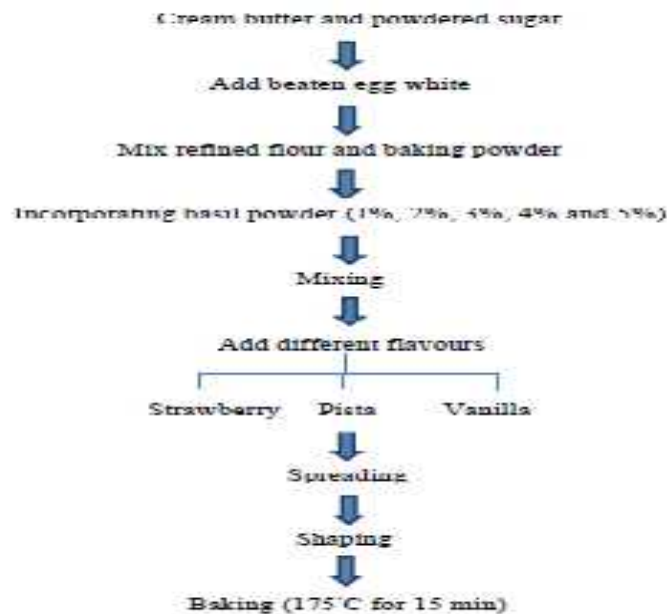 Cream butter and powdered sugar
Add beaten egg white
Mix refined flour and baking powder
Incorporating basil powder (1%, 2%, 3%, 4% and 5%)
Mixing
Add different flavours
Strawberry Pista Vanilla
Spreading
Shaping
Baking (175°C for 15 min)